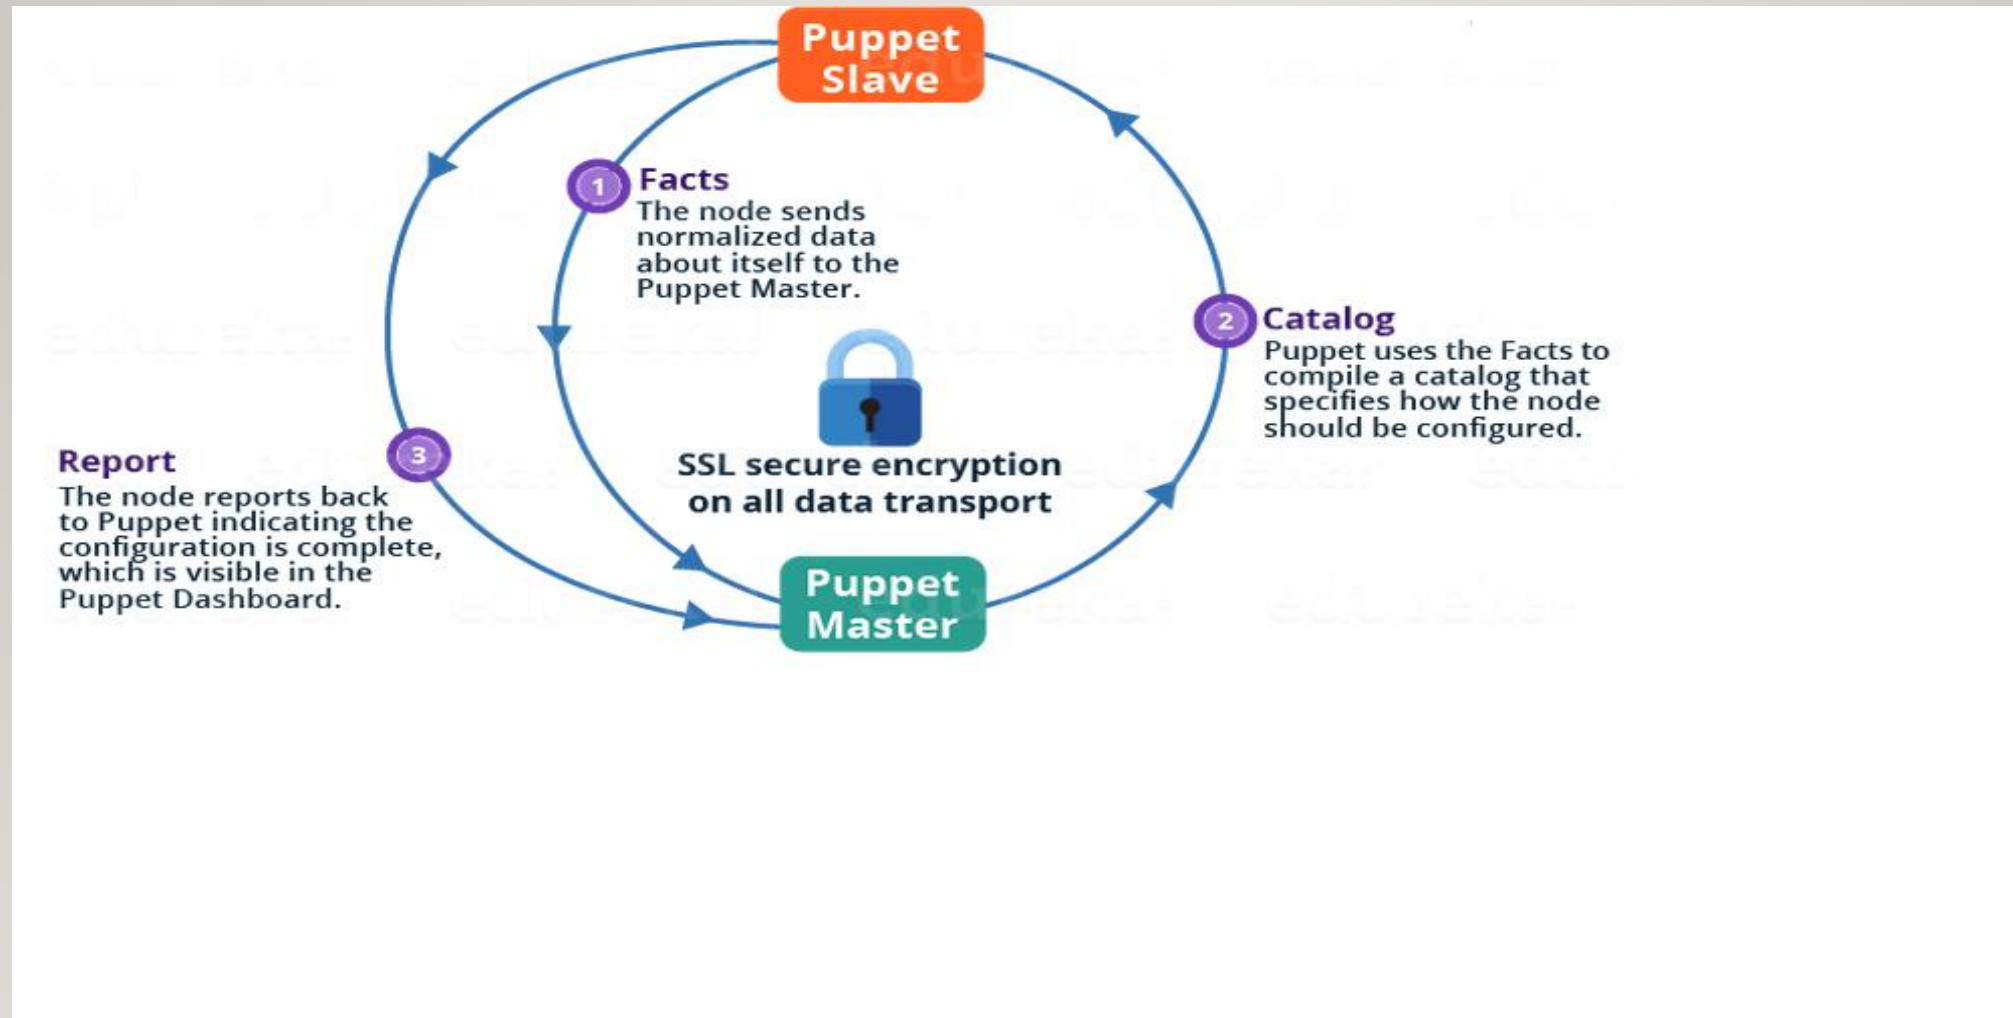 Puppet
Slave
1
Facts
The node sends
normalized data
about itself to the
Puppet Master.
2
Catalog
Puppet uses the Facts to
compile a catalog that
specifies how the node
should be configured.
SSL secure encryption
on all data transport
3
Report
The node reports back
to Puppet indicating the
configuration is complete,
which is visible in the
Puppet Dashboard.
Puppet
Master